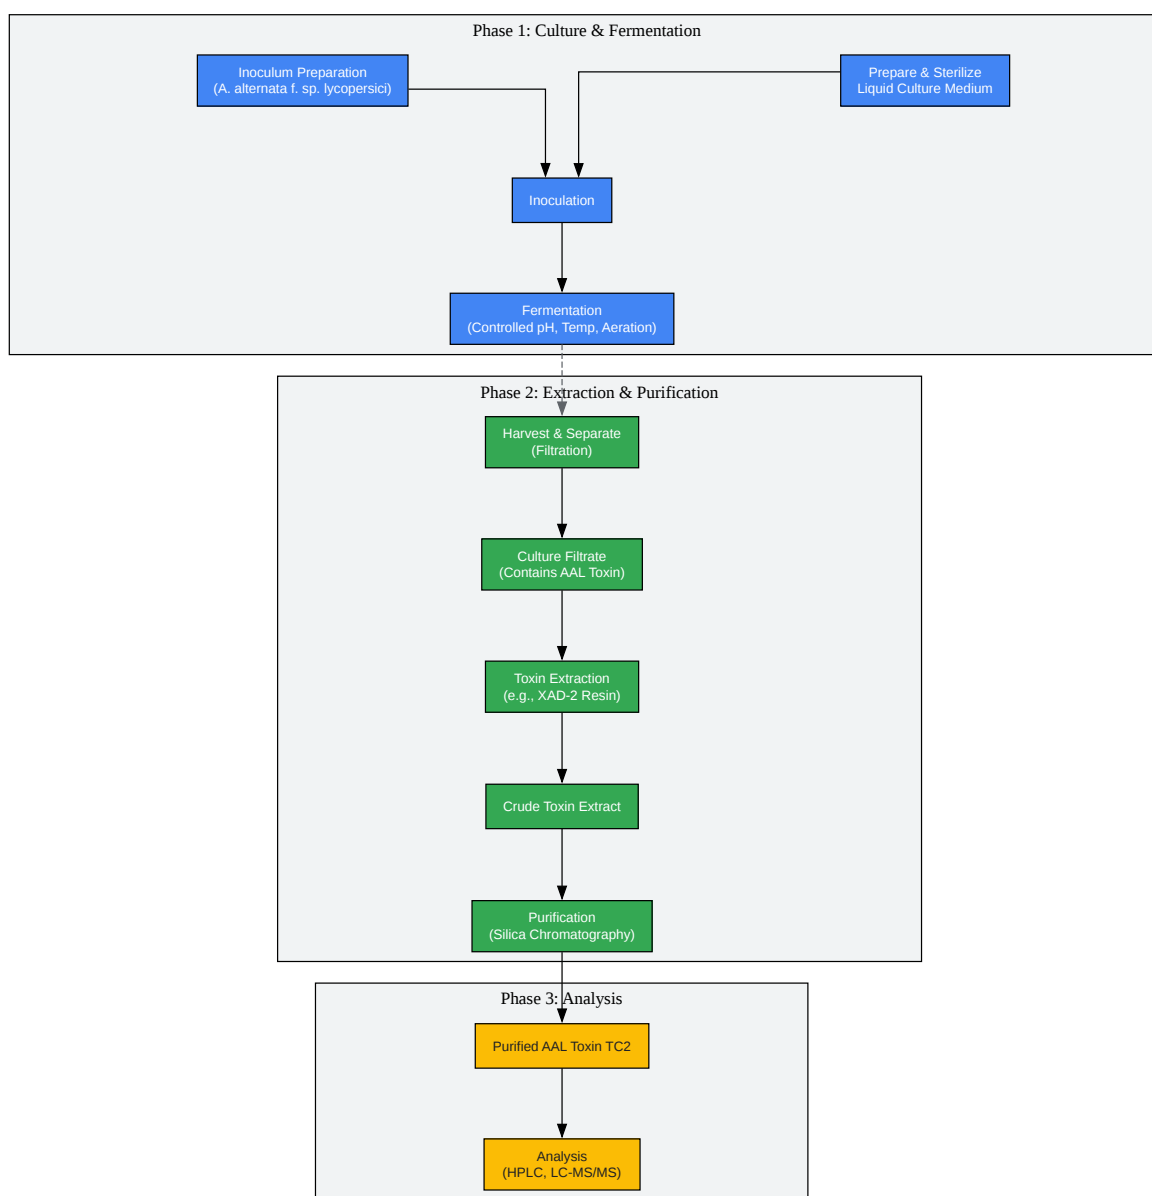 Phase 1: Culture & Fermentation
Inoculum Preparation
(A. alternata f. sp. lycopersici)
Prepare & Sterilize
Liquid Culture Medium
Inoculation
Fermentation
(Controlled pH, Temp, Aeration)
Phase 2: Extraction & Purification
Harvest & Separate
(Filtration)
Culture Filtrate
(Contains AAL Toxin)
Toxin Extraction
(e.g., XAD-2 Resin)
Crude Toxin Extract
Purification
(Silica Chromatography)
Phase 3: Analysis
Purified AAL Toxin TC2
Analysis
(HPLC, LC-MS/MS)